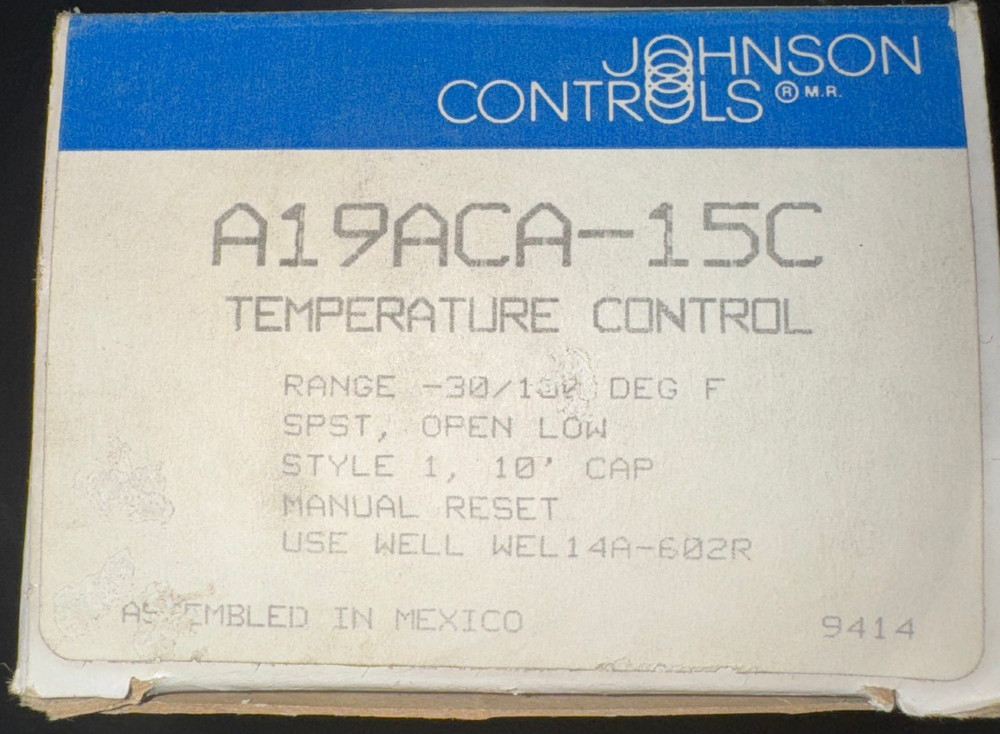 JOHNSON
CONTROLS ® M.R.
A19ACA-15C
TEMPERATURE CONTROL
RANGE DEG F
SPST, OPEN LOW
STYLE 1, 10' CAP
MANUAL RESET
USE WELL WEL14A-602R
ASSEMBLED IN MEXICO
9414